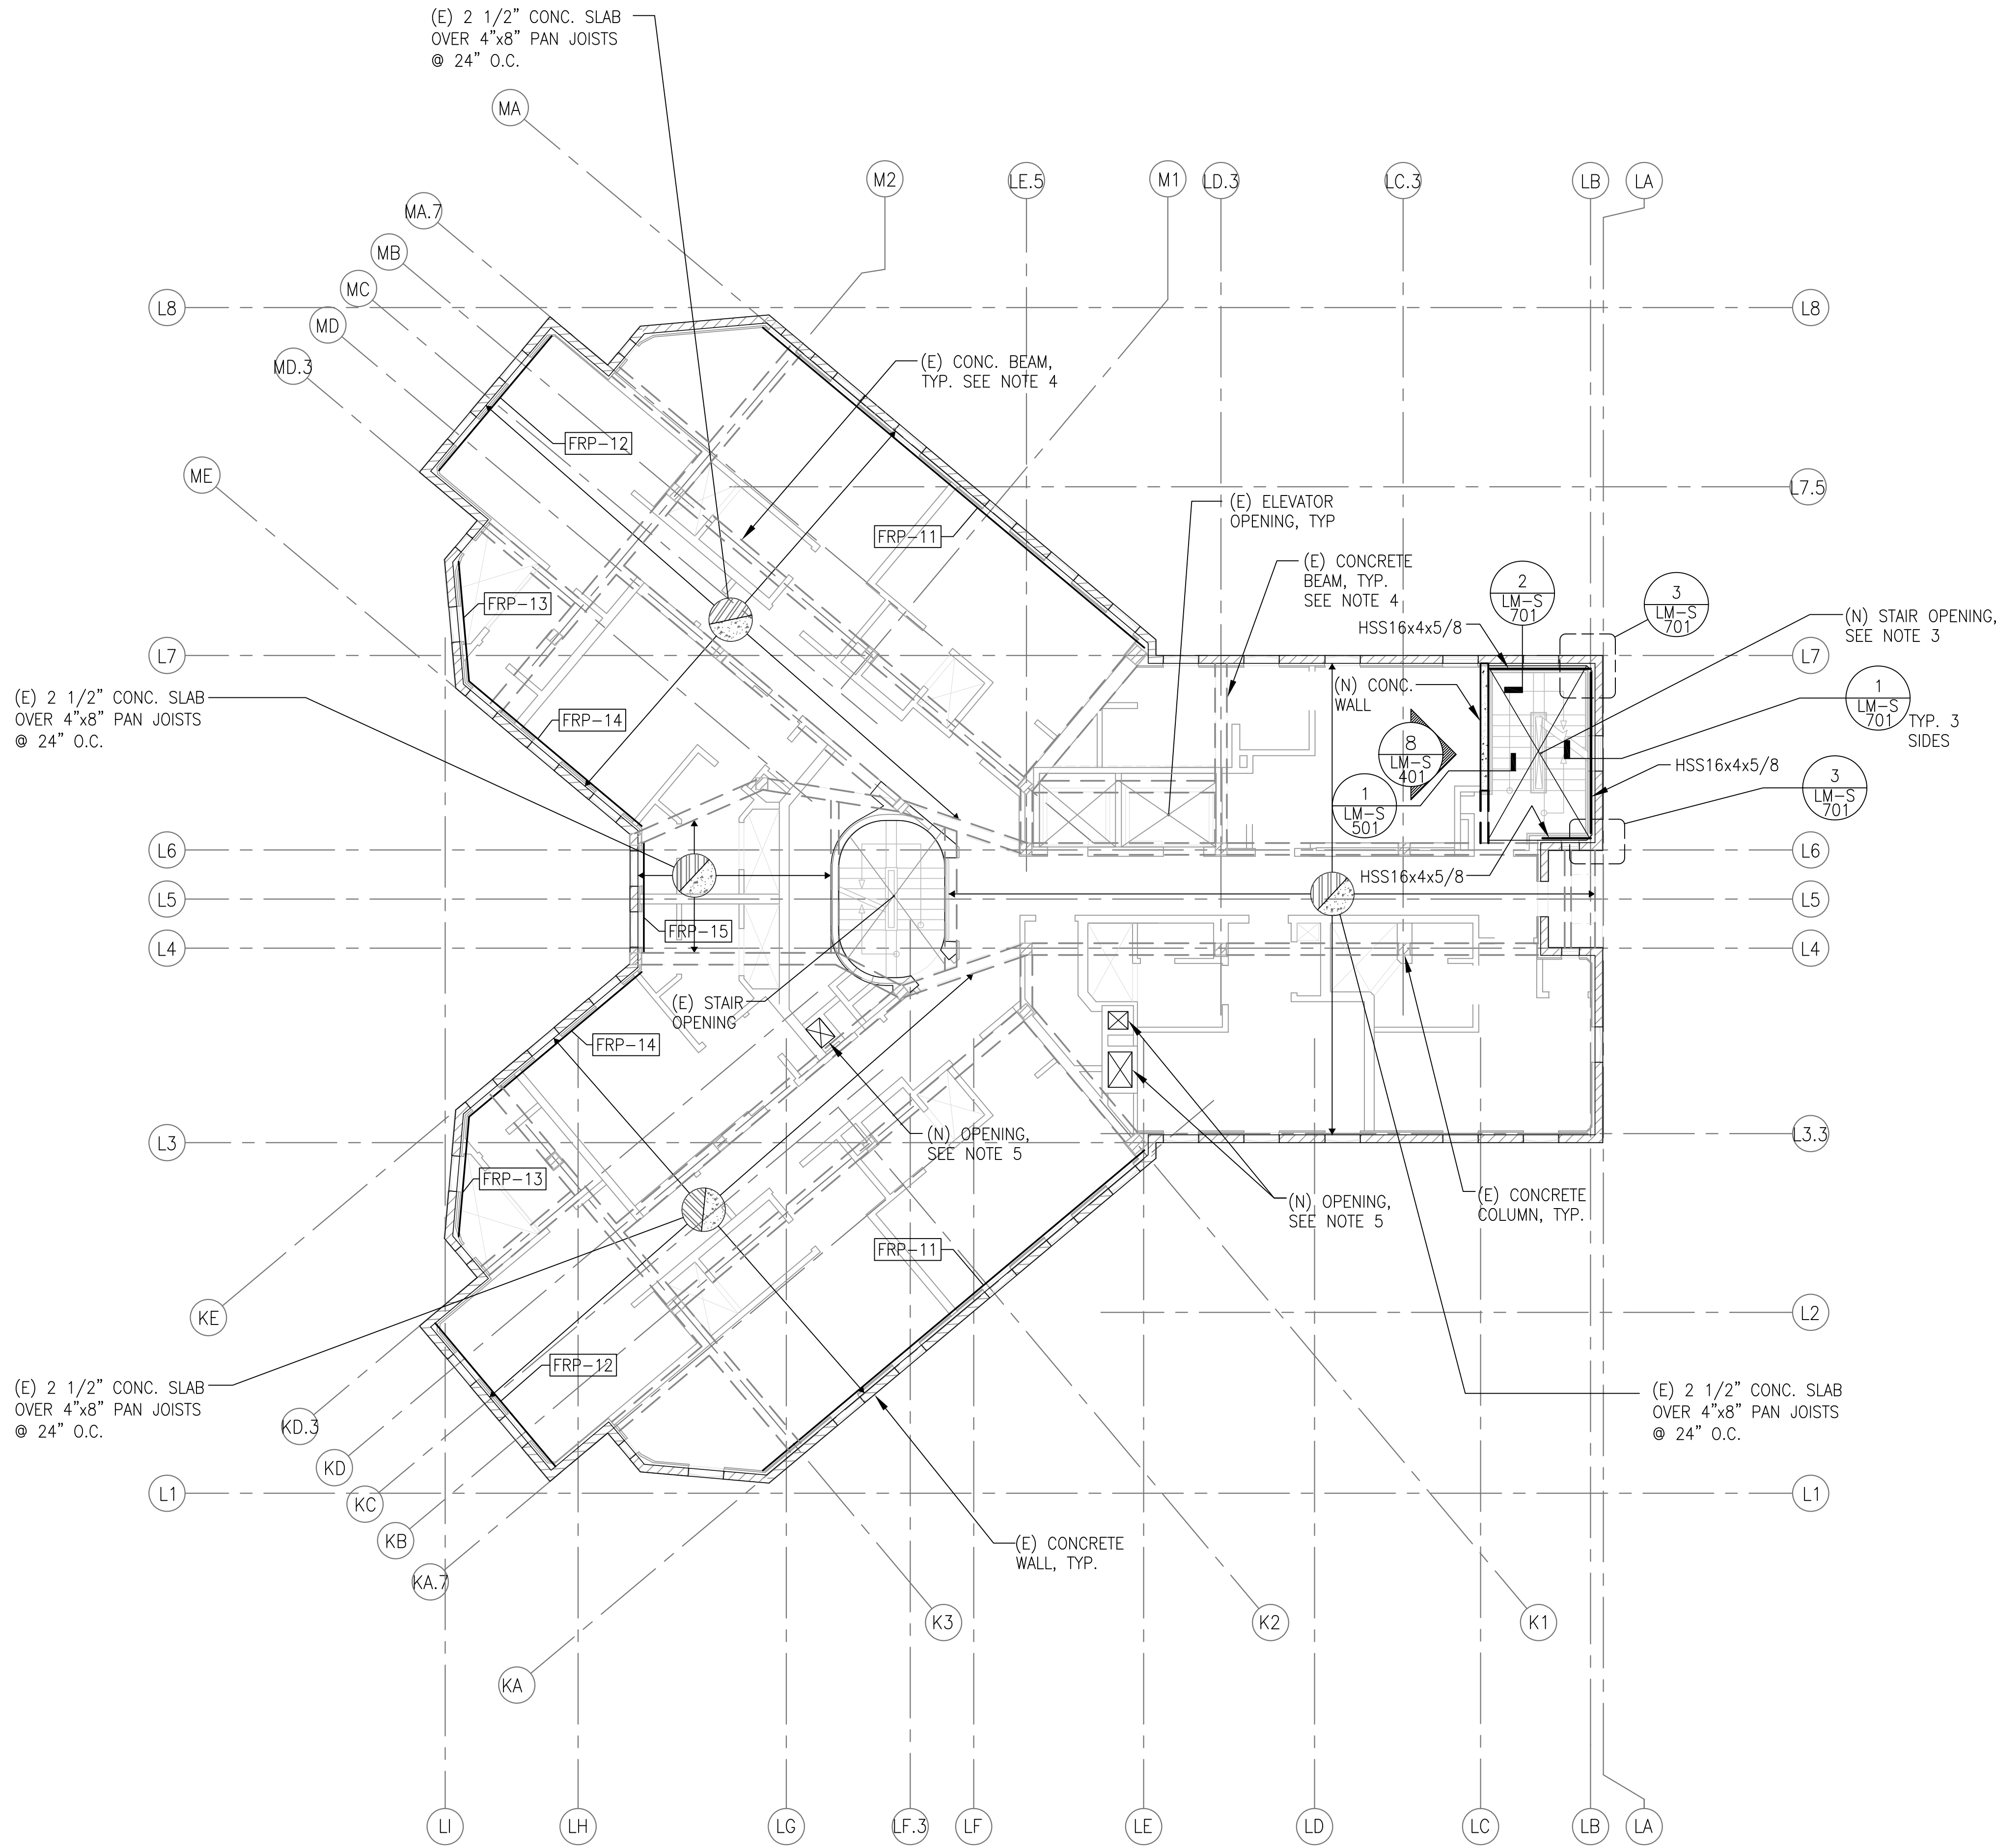 (E) 2 1/2" CONC. SLAB
OVER 4"x8" PAN JOISTS
@ 24" O.C.
MA
MA.7
M2
LE.5
M1
LD.3
LC.3
LB
LA
MB
MC
MD
MD.3
ME
L8
L8
(E) CONC. BEAM,
TYP. SEE NOTE 4
FRP-12
FRP-11
L7.5
(E) ELEVATOR
OPENING, TYP
(E) CONCRETE
BEAM, TYP.
SEE NOTE 4
2
LM-S
701
3
LM-S
701
(N) STAIR OPENING,
SEE NOTE 3
HSS16x4x5/8
FRP-13
L7
L7
(E) 2 1/2" CONC. SLAB
OVER 4"x8" PAN JOISTS
@ 24" O.C.
FRP-14
(N) CONC.
WALL
1
LM-S
701
TYP. 3
SIDES
8
LM-S
401
HSS16x4x5/8
3
LM-S
701
1
LM-S
501
L6
L6
HSS16x4x5/8
L5
L5
FRP-15
L4
L4
(E) STAIR
OPENING
FRP-14
L3
(N) OPENING,
SEE NOTE 5
L3.3
FRP-13
(N) OPENING,
SEE NOTE 5
(E) CONCRETE
COLUMN, TYP.
FRP-11
KE
L2
FRP-12
(E) 2 1/2" CONC. SLAB
OVER 4"x8" PAN JOISTS
@ 24" O.C.
(E) 2 1/2" CONC. SLAB
OVER 4"x8" PAN JOISTS
@ 24" O.C.
KD.3
KD
KC
KB
KA.7
KA
L1
L1
(E) CONCRETE
WALL, TYP.
K3
K2
K1
LI
LH
LG
LF.3
LF
LE
LD
LC
LB
LA